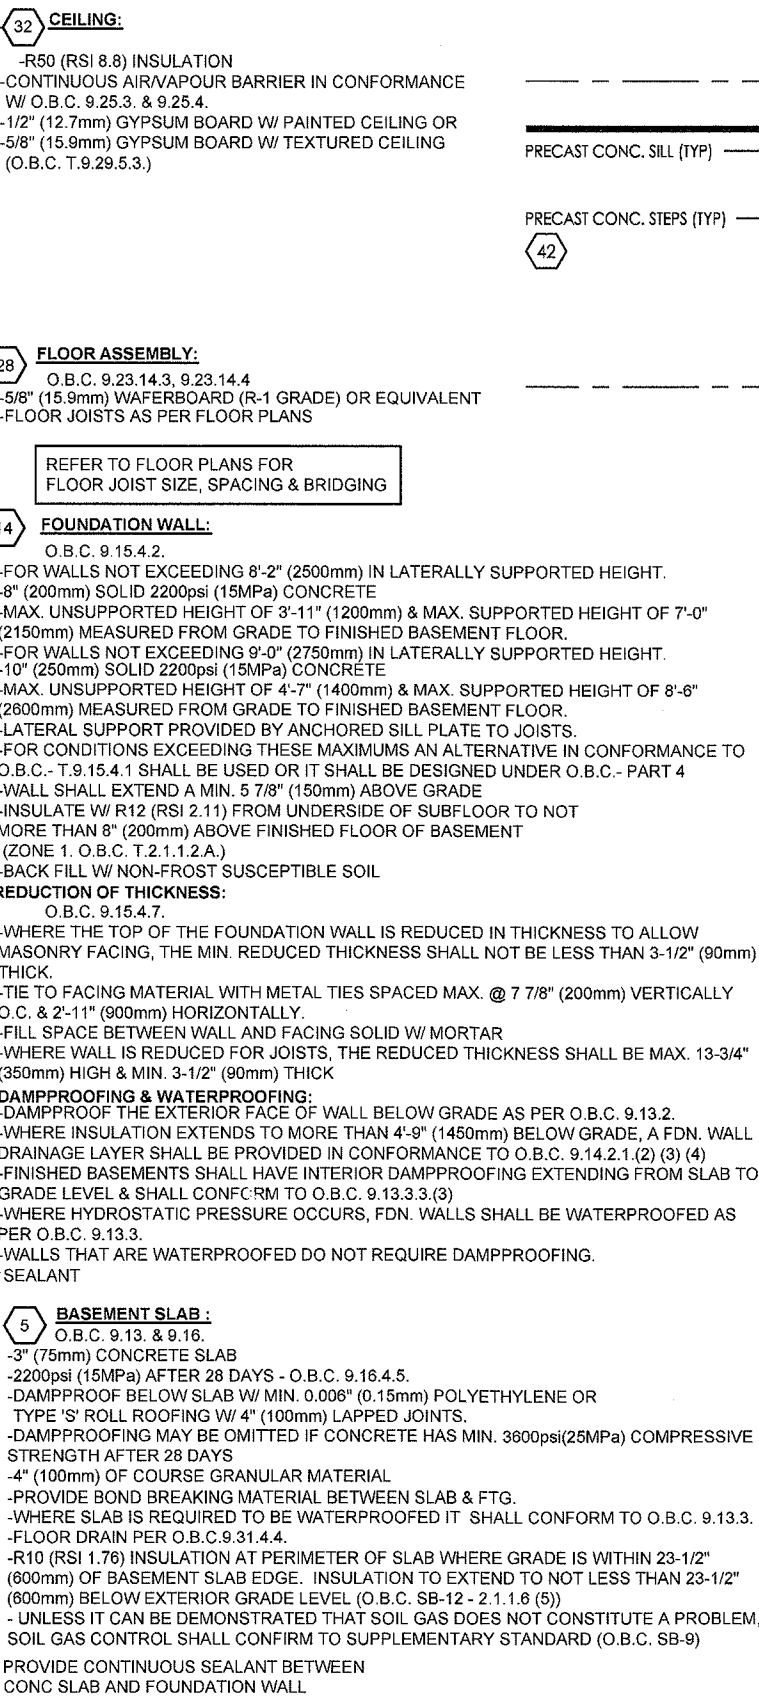 32 CEILING:
-R50 (RSI 8.8) INSULATION
-CONTINUOUS AIR/VAPOUR BARRIER IN CONFORMANCE
W/ O.B.C. 9.25.3. & 9.25.4.
-1/2" (12.7mm) GYPSUM BOARD W/ PAINTED CEILING OR
-5/8" (15.9mm) GYPSUM BOARD W/ TEXTURED CEILING
(O.B.C. T.9.29.5.3.)
PRECAST CONC. SILL (TYP)
PRECAST CONC. STEPS (TYP)
42
28 FLOOR ASSEMBLY:
O.B.C. 9.23.14.3, 9.23.14.4
-5/8" (15.9mm) WAFERBOARD (R-1 GRADE) OR EQUIVALENT
-FLOOR JOISTS AS PER FLOOR PLANS
REFER TO FLOOR PLANS FOR
FLOOR JOIST SIZE, SPACING & BRIDGING
4 FOUNDATION WALL:
O.B.C. 9.15.4.2.
-FOR WALLS NOT EXCEEDING 8'-2" (2500mm) IN LATERALLY SUPPORTED HEIGHT.
-8" (200mm) SOLID 2200psi (15MPa) CONCRETE
-MAX. UNSUPPORTED HEIGHT OF 3'-11" (1200mm) & MAX. SUPPORTED HEIGHT OF 7'-0"
(2150mm) MEASURED FROM GRADE TO FINISHED BASEMENT FLOOR.
-FOR WALLS NOT EXCEEDING 9'-0" (2750mm) IN LATERALLY SUPPORTED HEIGHT.
-10" (250mm) SOLID 2200psi (15MPa) CONCRETE
-MAX. UNSUPPORTED HEIGHT OF 4'-7" (1400mm) & MAX. SUPPORTED HEIGHT OF 8'-6"
(2600mm) MEASURED FROM GRADE TO FINISHED BASEMENT FLOOR.
-LATERAL SUPPORT PROVIDED BY ANCHORED SILL PLATE TO JOISTS.
-FOR CONDITIONS EXCEEDING THESE MAXIMUMS AN ALTERNATIVE IN CONFORMANCE TO
O.B.C.- T.9.15.4.1 SHALL BE USED OR IT SHALL BE DESIGNED UNDER O.B.C.- PART 4
-WALL SHALL EXTEND A MIN. 5 7/8" (150mm) ABOVE GRADE
-INSULATE W/ R12 (RSI 2.11) FROM UNDERSIDE OF SUBFLOOR TO NOT
MORE THAN 8" (200mm) ABOVE FINISHED FLOOR OF BASEMENT
(ZONE 1. O.B.C. T.2.1.1.2.A.)
-BACK FILL W/ NON-FROST SUSCEPTIBLE SOIL
REDUCTION OF THICKNESS:
O.B.C. 9.15.4.7.
-WHERE THE TOP OF THE FOUNDATION WALL IS REDUCED IN THICKNESS TO ALLOW
MASONRY FACING, THE MIN. REDUCED THICKNESS SHALL NOT BE LESS THAN 3-1/2" (90mm)
THICK.
-TIE TO FACING MATERIAL WITH METAL TIES SPACED MAX. @ 7 7/8" (200mm) VERTICALLY
O.C. & 2'-11" (900mm) HORIZONTALLY.
-FILL SPACE BETWEEN WALL AND FACING SOLID W/ MORTAR
-WHERE WALL IS REDUCED FOR JOISTS, THE REDUCED THICKNESS SHALL BE MAX. 13-3/4"
(350mm) HIGH & MIN. 3-1/2" (90mm) THICK
DAMPPROOFING & WATERPROOFING:
-DAMPPROOF THE EXTERIOR FACE OF WALL BELOW GRADE AS PER O.B.C. 9.13.2.
-WHERE INSULATION EXTENDS TO MORE THAN 4'-9" (1450mm) BELOW GRADE, A FDN. WALL
DRAINAGE LAYER SHALL BE PROVIDED IN CONFORMANCE TO O.B.C. 9.14.2.1.(2) (3) (4)
-FINISHED BASEMENTS SHALL HAVE INTERIOR DAMPPROOFING EXTENDING FROM SLAB TO
GRADE LEVEL & SHALL CONFORM TO O.B.C. 9.13.3.3.(3)
-WHERE HYDROSTATIC PRESSURE OCCURS, FDN. WALLS SHALL BE WATERPROOFED AS
PER O.B.C. 9.13.3.
-WALLS THAT ARE WATERPROOFED DO NOT REQUIRE DAMPPROOFING.
SEALANT
5 BASEMENT SLAB :
O.B.C. 9.13. & 9.16.
-3" (75mm) CONCRETE SLAB
-2200psi (15MPa) AFTER 28 DAYS - O.B.C. 9.16.4.5.
-DAMPPROOF BELOW SLAB W/ MIN. 0.006" (0.15mm) POLYETHYLENE OR
TYPE 'S' ROLL ROOFING W/ 4" (100mm) LAPPED JOINTS.
-DAMPPROOFING MAY BE OMITTED IF CONCRETE HAS MIN. 3600psi(25MPa) COMPRESSIVE
STRENGTH AFTER 28 DAYS
-4" (100mm) OF COURSE GRANULAR MATERIAL
-PROVIDE BOND BREAKING MATERIAL BETWEEN SLAB & FTG.
-WHERE SLAB IS REQUIRED TO BE WATERPROOFED IT SHALL CONFORM TO O.B.C. 9.13.3.
-FLOOR DRAIN PER O.B.C.9.31.4.4.
-R10 (RSI 1.76) INSULATION AT PERIMETER OF SLAB WHERE GRADE IS WITHIN 23-1/2"
(600mm) OF BASEMENT SLAB EDGE. INSULATION TO EXTEND TO NOT LESS THAN 23-1/2"
(600mm) BELOW EXTERIOR GRADE LEVEL (O.B.C. SB-12 - 2.1.1.6 (5))
- UNLESS IT CAN BE DEMONSTRATED THAT SOIL GAS DOES NOT CONSTITUTE A PROBLEM,
SOIL GAS CONTROL SHALL CONFIRM TO SUPPLEMENTARY STANDARD (O.B.C. SB-9)
PROVIDE CONTINUOUS SEALANT BETWEEN
CONC SLAB AND FOUNDATION WALL